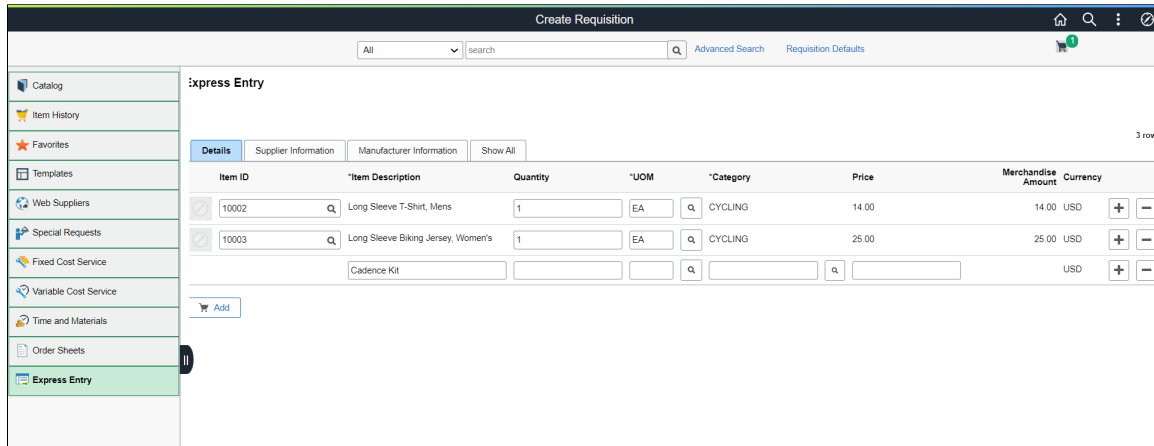 Create Requisition
All search Advanced Search Requisition Defaults 1
Catalog
Item History
Favorites
Templates
Web Suppliers
Special Requests
Fixed Cost Service
Variable Cost Service
Time and Materials
Order Sheets
Express Entry
Express Entry
3 row
Details Supplier Information Manufacturer Information Show All
Item ID *Item Description Quantity *UOM *Category Price Merchandise Amount Currency
10002 Long Sleeve T-Shirt, Mens 1 EA CYCLING 14.00 14.00 USD
10003 Long Sleeve Biking Jersey, Women's 1 EA CYCLING 25.00 25.00 USD
Cadence Kit USD
Add